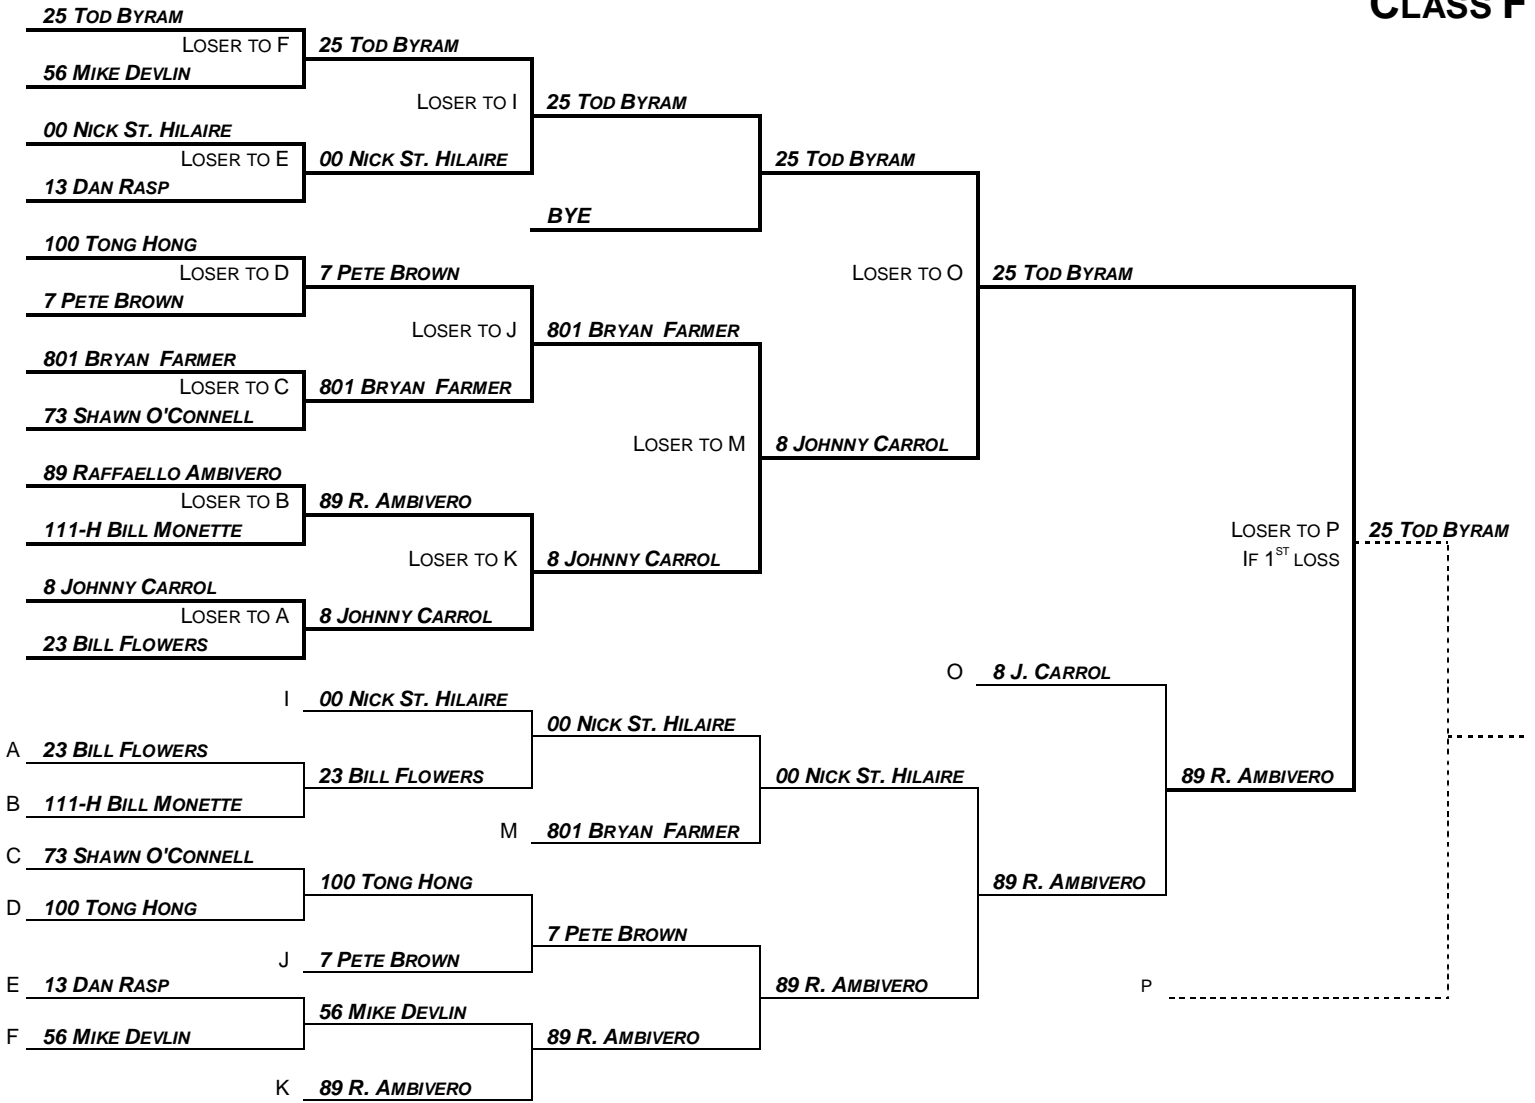 CLASS F
25 TOD BYRAM
LOSER TO F
25 TOD BYRAM
56 MIKE DEVLIN
LOSER TO I
25 TOD BYRAM
00 NICK ST. HILAIRE
LOSER TO E
00 NICK ST. HILAIRE
25 TOD BYRAM
13 DAN RASP
BYE
100 TONG HONG
LOSER TO D
7 PETE BROWN
LOSER TO O
25 TOD BYRAM
7 PETE BROWN
LOSER TO J
801 BRYAN  FARMER
801 BRYAN  FARMER
LOSER TO C
801 BRYAN  FARMER
73 SHAWN O'CONNELL
LOSER TO M
8 JOHNNY CARROL
89 RAFFAELLO AMBIVERO
LOSER TO B
89 R. AMBIVERO
111-H BILL MONETTE
LOSER TO P
25 TOD BYRAM
LOSER TO K
8 JOHNNY CARROL
IF 1ST LOSS
8 JOHNNY CARROL
LOSER TO A
8 JOHNNY CARROL
23 BILL FLOWERS
O
8 J. CARROL
I
00 NICK ST. HILAIRE
00 NICK ST. HILAIRE
A
23 BILL FLOWERS
23 BILL FLOWERS
00 NICK ST. HILAIRE
89 R. AMBIVERO
B
111-H BILL MONETTE
M
801 BRYAN  FARMER
C
73 SHAWN O'CONNELL
100 TONG HONG
89 R. AMBIVERO
D
100 TONG HONG
7 PETE BROWN
J
7 PETE BROWN
E
13 DAN RASP
89 R. AMBIVERO
P
56 MIKE DEVLIN
F
56 MIKE DEVLIN
89 R. AMBIVERO
K
89 R. AMBIVERO